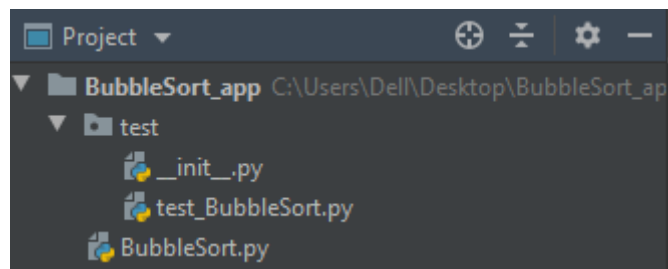 Project
BubbleSort_app C:\Users\Dell\Desktop\BubbleSort_ap
test
__init__.py
test_BubbleSort.py
BubbleSort.py